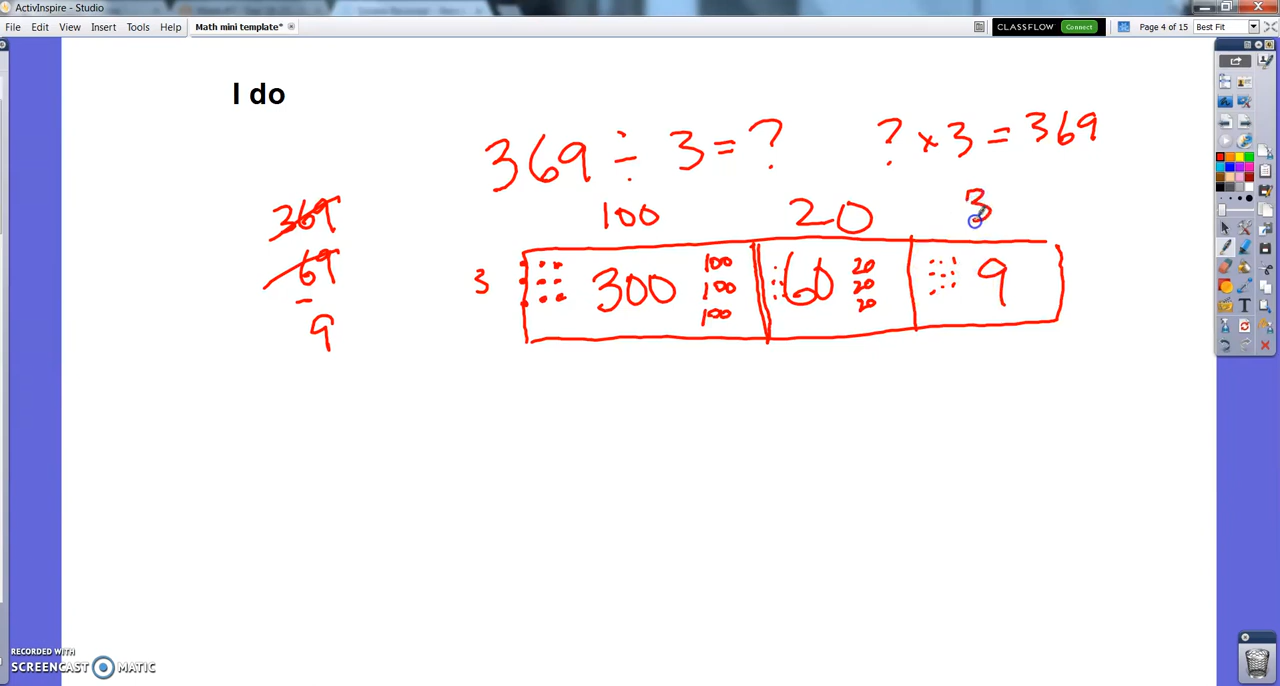 ActivInspire - Studio
File Edit View Insert Tools Help Math mini template* CLASSFLOW Connect Page 4 of 15 Best Fit
I do
369 ÷ 3 = ? ? × 3 = 369
100 20 3
3 300 100 100 100 60 20 20 20 9
369
69
9
RECORDED WITH
SCREENCAST MATIC